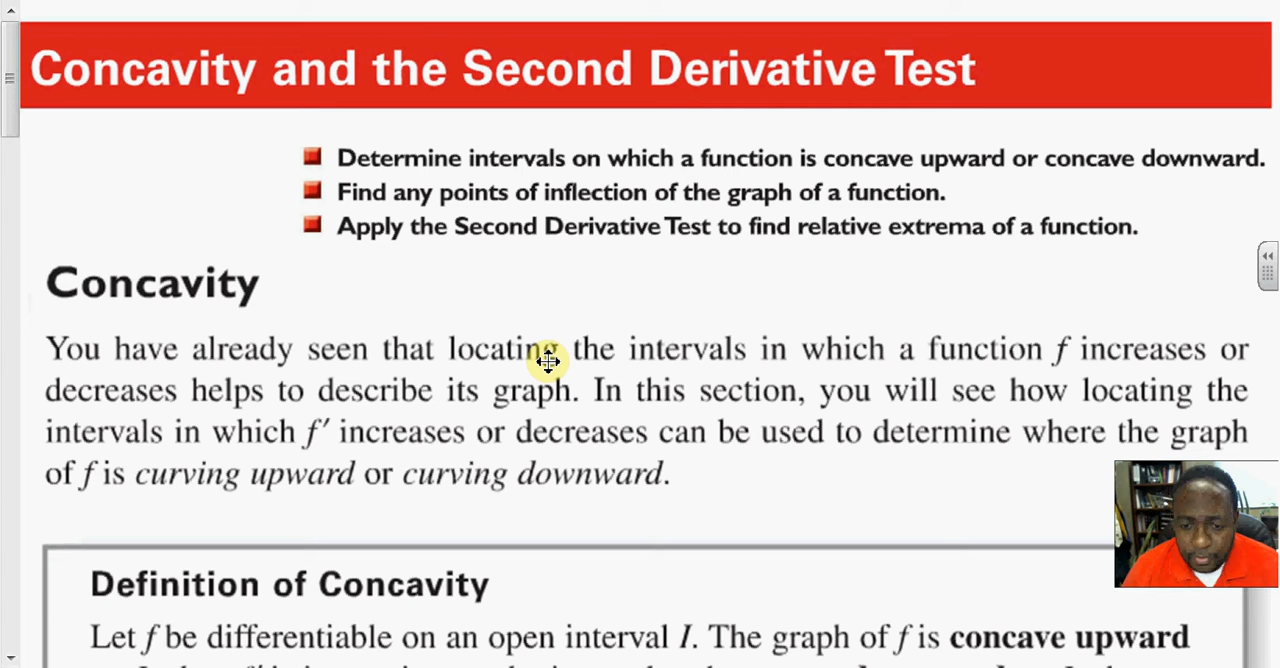 Concavity and the Second Derivative Test
Determine intervals on which a function is concave upward or concave downward.
Find any points of inflection of the graph of a function.
Apply the Second Derivative Test to find relative extrema of a function.
Concavity
You have already seen that locating the intervals in which a function f increases or
decreases helps to describe its graph. In this section, you will see how locating the
intervals in which f′ increases or decreases can be used to determine where the graph
of f is curving upward or curving downward.
Definition of Concavity
Let f be differentiable on an open interval I. The graph of f is concave upward